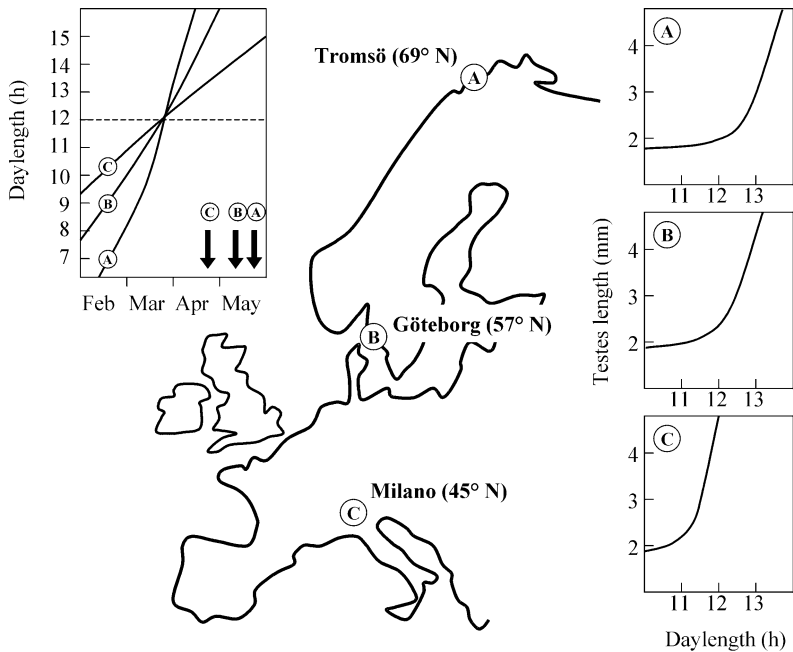 Daylength (h)
15
14
13
12
11
10
9
8
7
C
B
A
C B A
Feb Mar Apr May
Tromsö (69° N)
A
Göteborg (57° N)
B
Milano (45° N)
C
Testes length (mm)
A
4
3
2
11 12 13
B
4
3
2
11 12 13
C
4
3
2
11 12 13
Daylength (h)